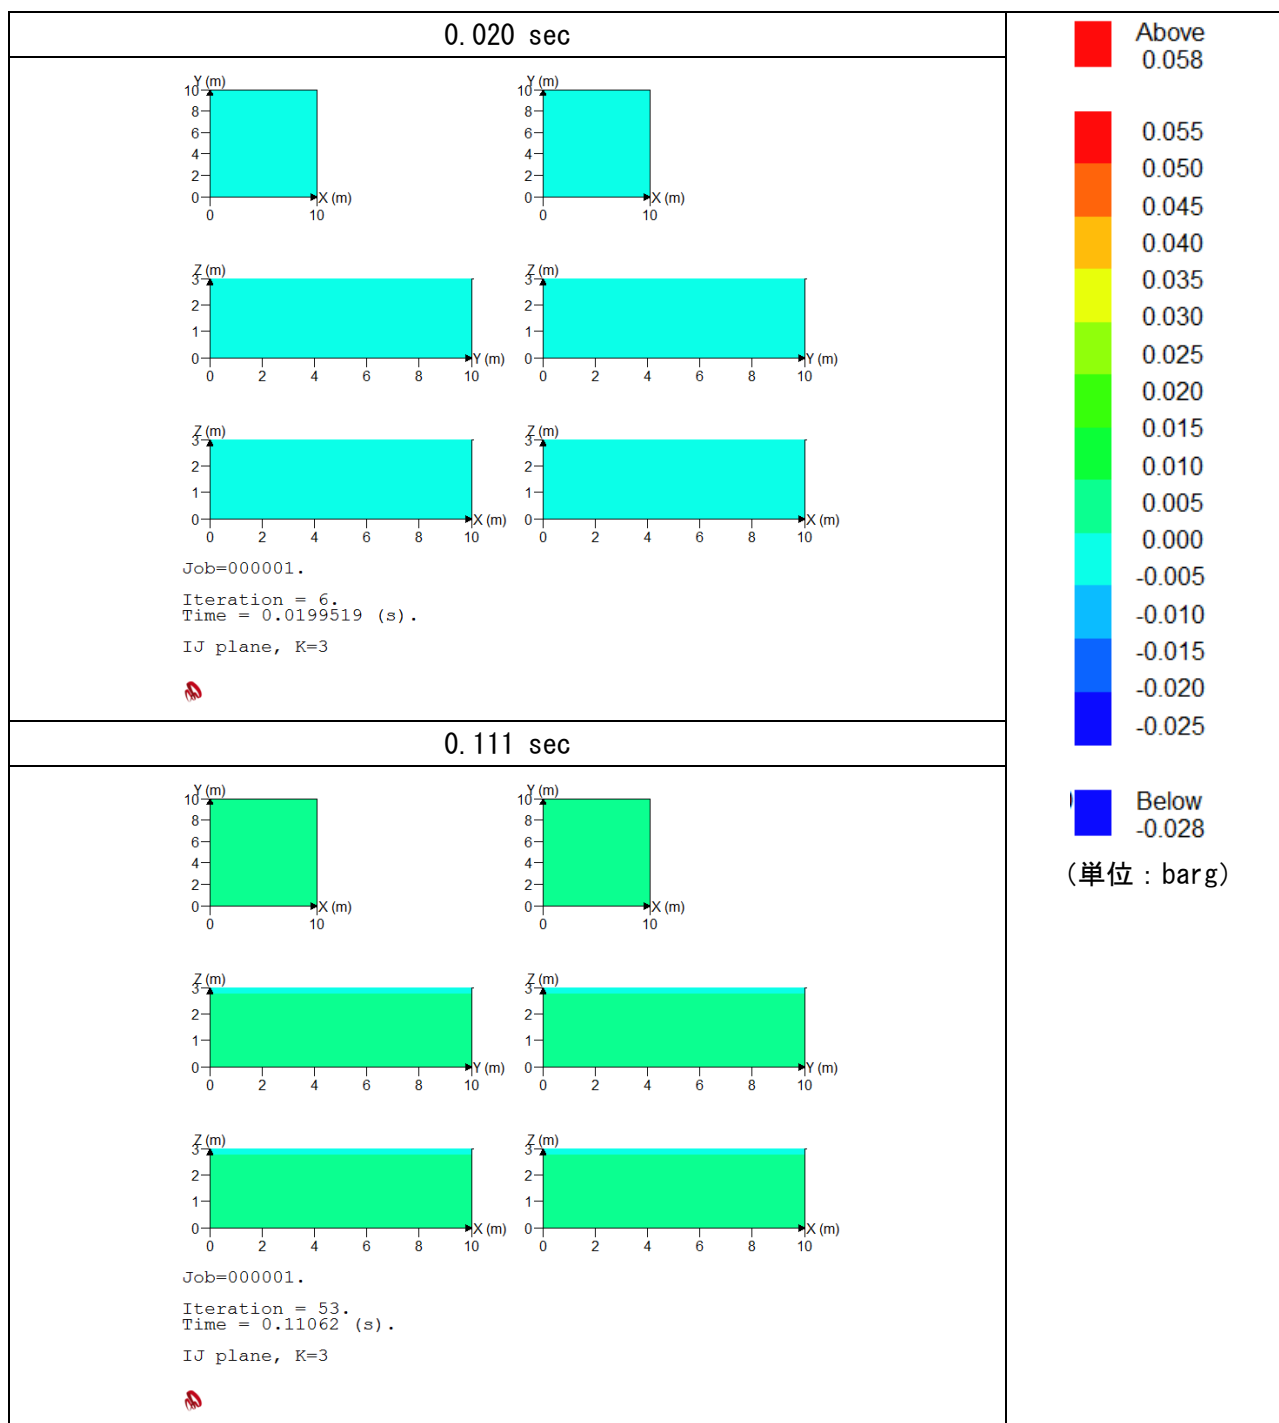 0.020 sec
Y (m) Y (m)
10 10
8 8
6 6
4 4
2 2
0 X (m) 0 X (m)
0 10 0 10
Z (m) Z (m)
3 3
2 2
1 1
0 Y (m) 0 Y (m)
0 2 4 6 8 10 0 2 4 6 8 10
Z (m) Z (m)
3 3
2 2
1 1
0 X (m) 0 X (m)
0 2 4 6 8 10 0 2 4 6 8 10
Job=000001.
Iteration = 6.
Time = 0.0199519 (s).
IJ plane, K=3
0.111 sec
Y (m) Y (m)
10 10
8 8
6 6
4 4
2 2
0 X (m) 0 X (m)
0 10 0 10
Z (m) Z (m)
3 3
2 2
1 1
0 Y (m) 0 Y (m)
0 2 4 6 8 10 0 2 4 6 8 10
Z (m) Z (m)
3 3
2 2
1 1
0 X (m) 0 X (m)
0 2 4 6 8 10 0 2 4 6 8 10
Job=000001.
Iteration = 53.
Time = 0.11062 (s).
IJ plane, K=3
Above
0.058
0.055
0.050
0.045
0.040
0.035
0.030
0.025
0.020
0.015
0.010
0.005
0.000
-0.005
-0.010
-0.015
-0.020
-0.025
Below
-0.028
(単位:barg)